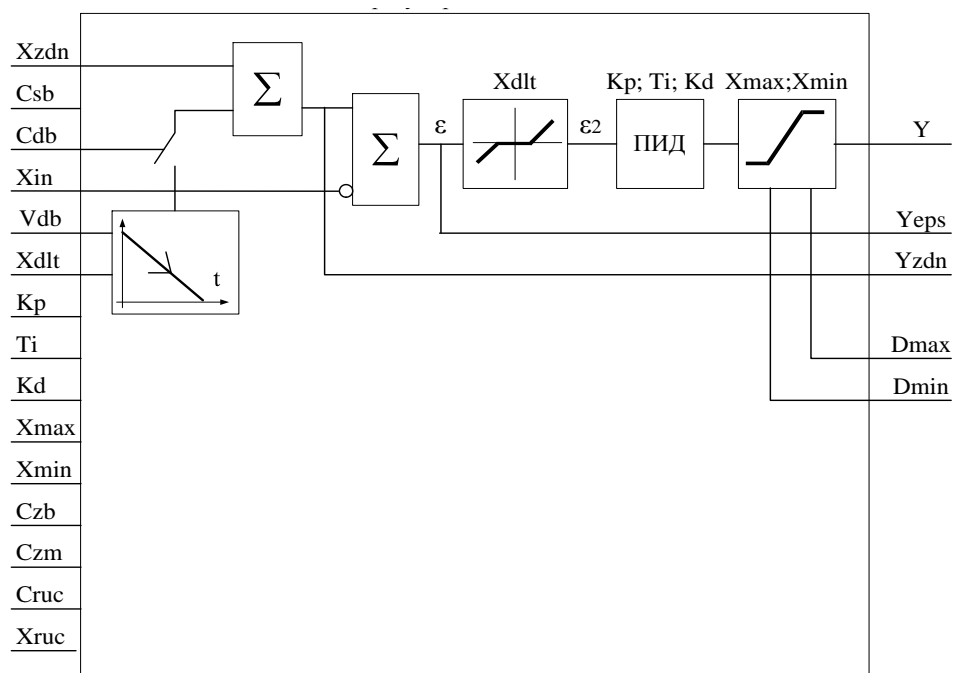 Xzdn
Csb
Cdb
Xin
Vdb
Xdlt
Kp
Ti
Kd
Xmax
Xmin
Czb
Czm
Cruc
Xruc
Σ
Σ
t
ε
Xdlt
ε2
Kp; Ti; Kd
ПИД
Xmax;Xmin
Y
Yeps
Yzdn
Dmax
Dmin